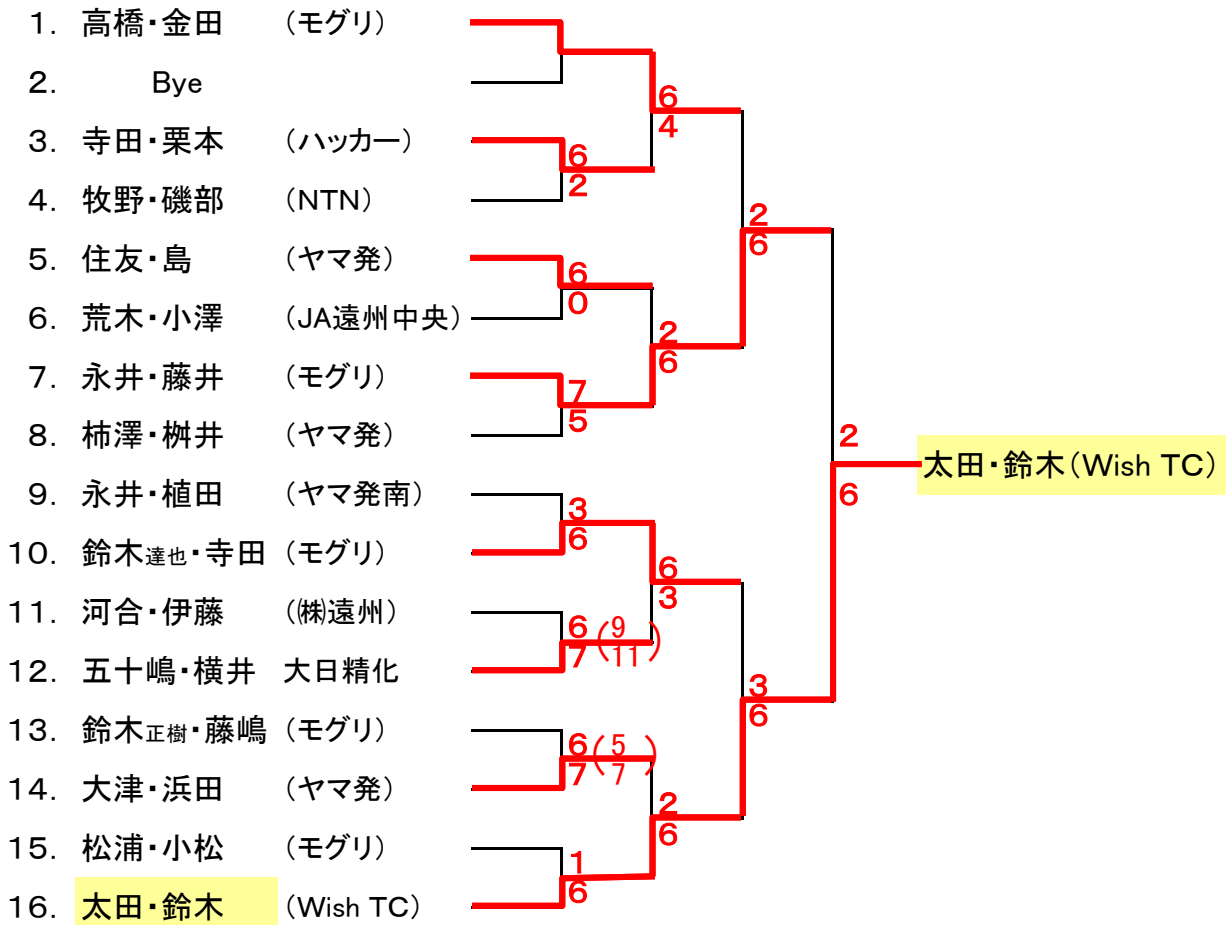 1. 高橋・金田 （モグリ）
2. Bye
6
4
3. 寺田・栗本 （ハッカー）
6
2
4. 牧野・磯部 （NTN）
2
6
5. 住友・島 （ヤマ発）
6
0
6. 荒木・小澤 （JA遠州中央）
2
6
7. 永井・藤井 （モグリ）
7
5
8. 柿澤・桝井 （ヤマ発）
2
6
太田・鈴木（Wish TC）
9. 永井・植田 （ヤマ発南）
3
6
10. 鈴木達也・寺田 （モグリ）
6
3
11. 河合・伊藤 （㈱遠州）
6 (9
7 11)
12. 五十嶋・横井 大日精化
3
6
13. 鈴木正樹・藤嶋 （モグリ）
6 (5
7 7)
14. 大津・浜田 （ヤマ発）
2
6
15. 松浦・小松 （モグリ）
1
6
16. 太田・鈴木 （Wish TC）